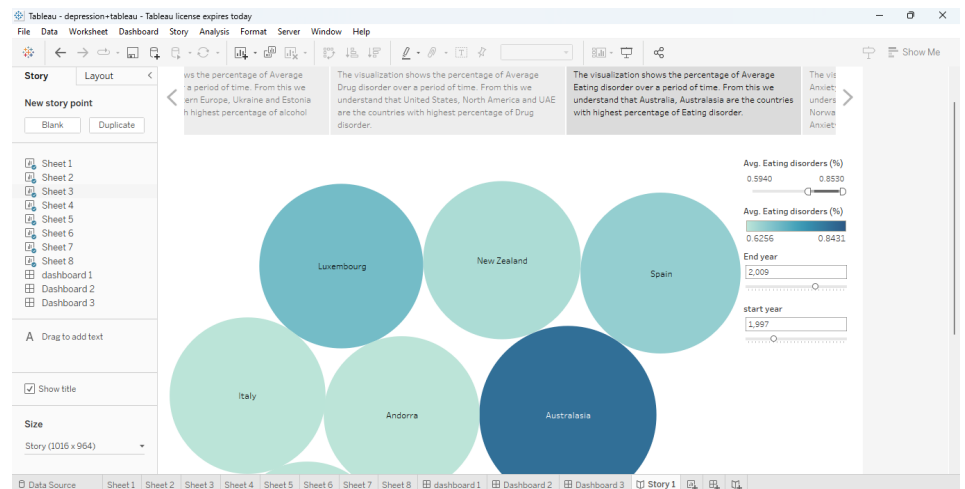 Tableau - depression+tableau - Tableau license expires today
File Data Worksheet Dashboard Story Analysis Format Server Window Help
Show Me
Story Layout
New story point
Blank Duplicate
Sheet 1
Sheet 2
Sheet 3
Sheet 4
Sheet 5
Sheet 6
Sheet 7
Sheet 8
dashboard 1
Dashboard 2
Dashboard 3
A Drag to add text
Show title
Size
Story (1016 x 964)
ws the percentage of Average
a period of time. From this we
ern Europe, Ukraine and Estonia
h highest percentage of alcohol
The visualization shows the percentage of Average
Drug disorder over a period of time. From this we
understand that United States, North America and UAE
are the countries with highest percentage of Drug
disorder.
The visualization shows the percentage of Average
Eating disorder over a period of time. From this we
understand that Australia, Australasia are the countries
with highest percentage of Eating disorder.
The vis
Anxiet
unders
Norwa
Anxiet
Luxembourg
New Zealand
Spain
Italy
Andorra
Australasia
Avg. Eating disorders (%)
0.5940 0.8530
Avg. Eating disorders (%)
0.6256 0.8431
End year
2,009
start year
1,997
Data Source Sheet 1 Sheet 2 Sheet 3 Sheet 4 Sheet 5 Sheet 6 Sheet 7 Sheet 8 dashboard 1 Dashboard 2 Dashboard 3 Story 1